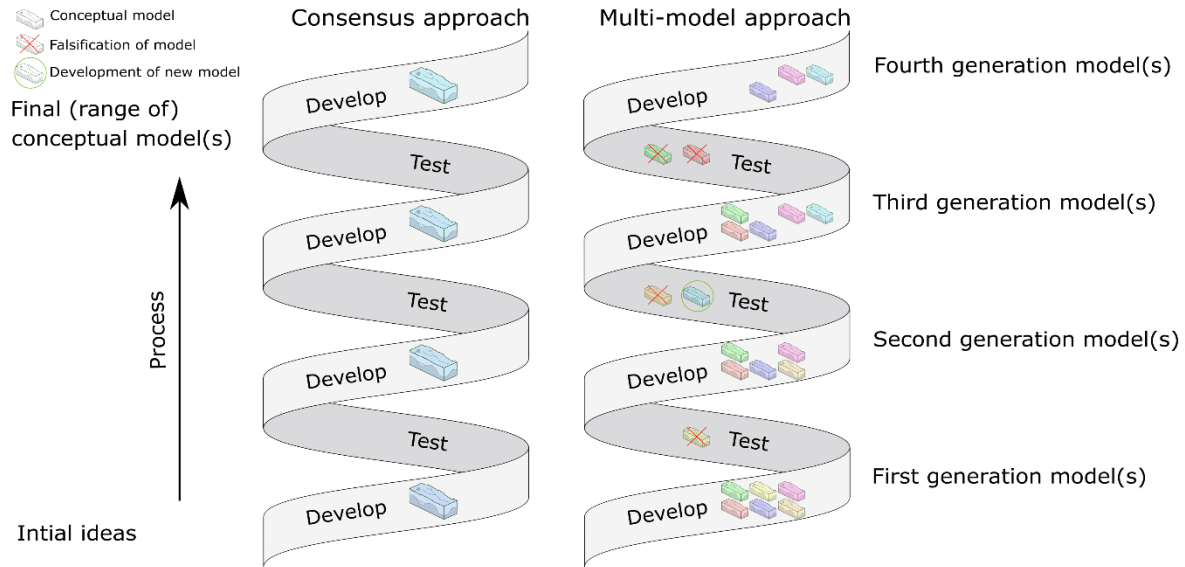 Conceptual model
Falsification of model
Development of new model
Consensus approach
Multi-model approach
Final (range of)
conceptual model(s)
Process
Intial ideas
Develop
Test
Develop
Test
Develop
Test
Develop
Develop
Test
Develop
Test
Develop
Test
Develop
Fourth generation model(s)
Third generation model(s)
Second generation model(s)
First generation model(s)